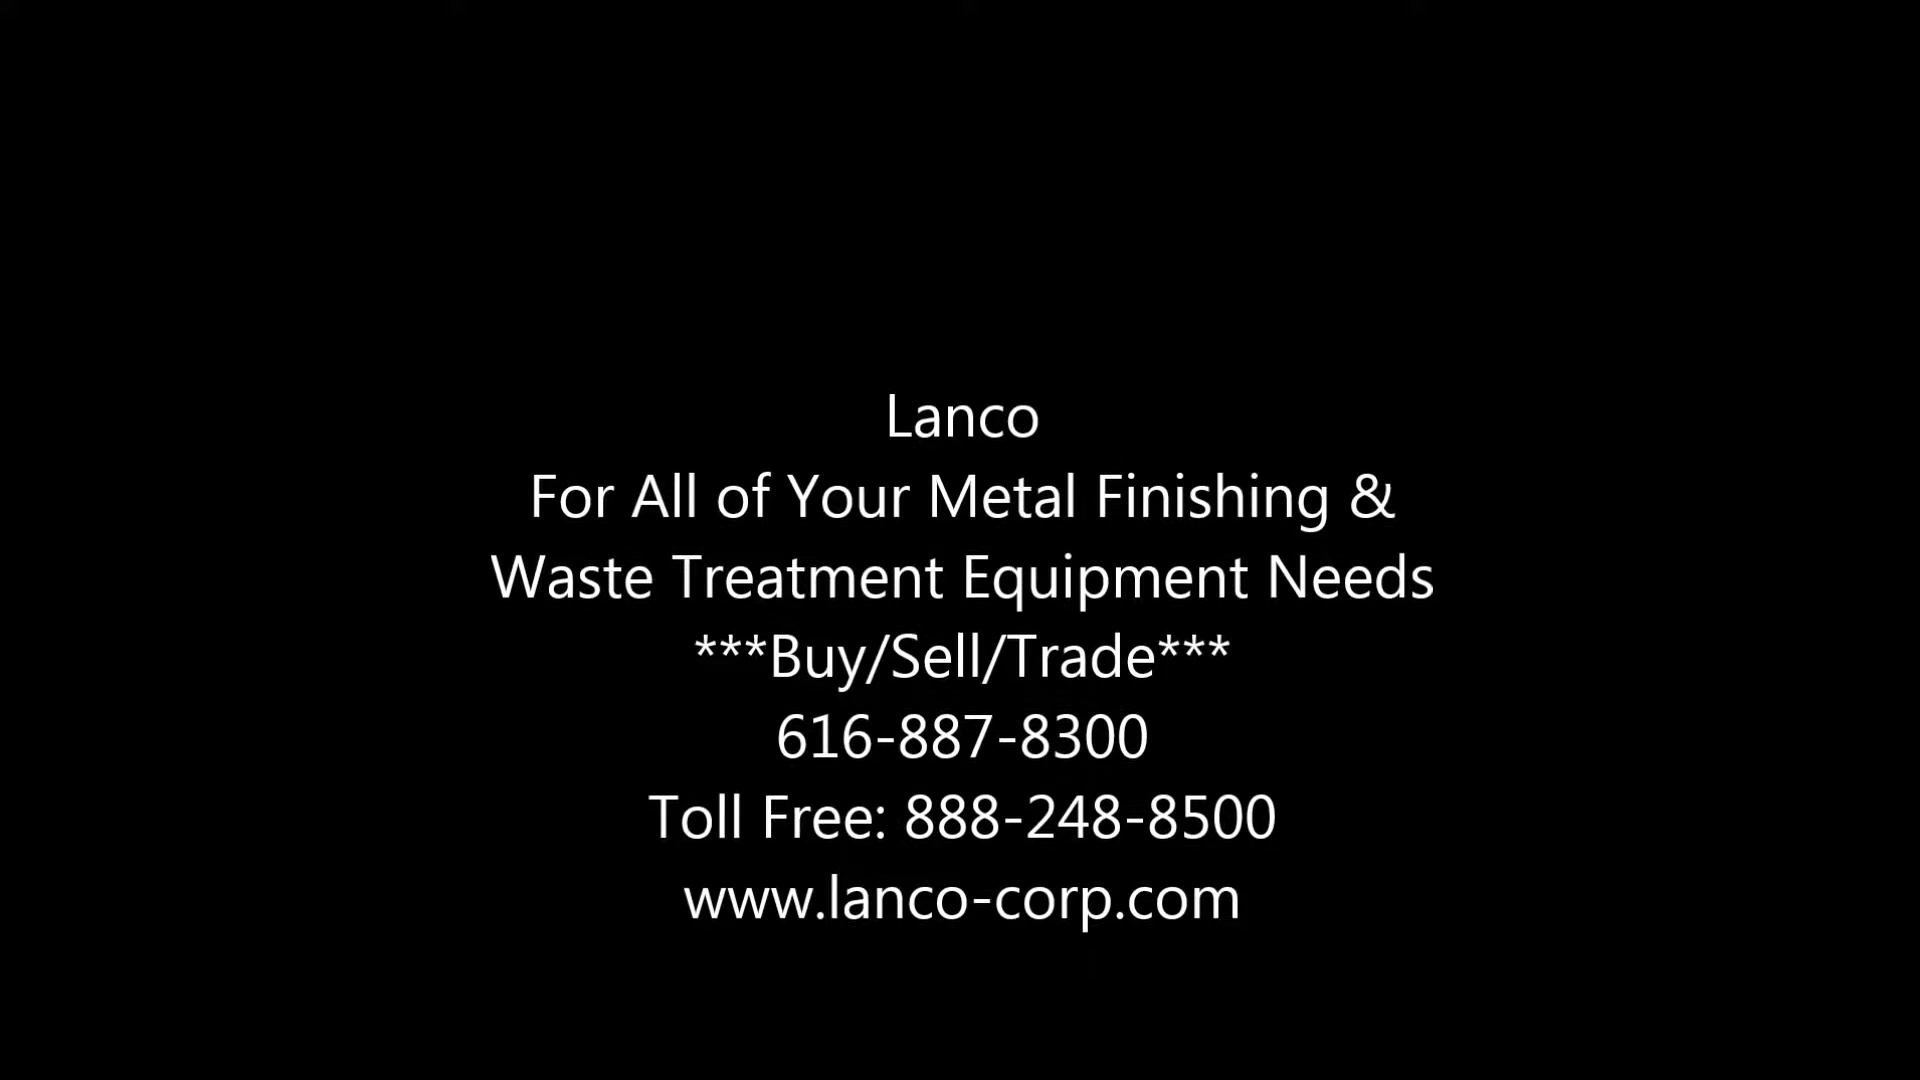 Lanco
For All of Your Metal Finishing &
Waste Treatment Equipment Needs
***Buy/Sell/Trade***
616-887-8300
Toll Free: 888-248-8500
www.lanco-corp.com